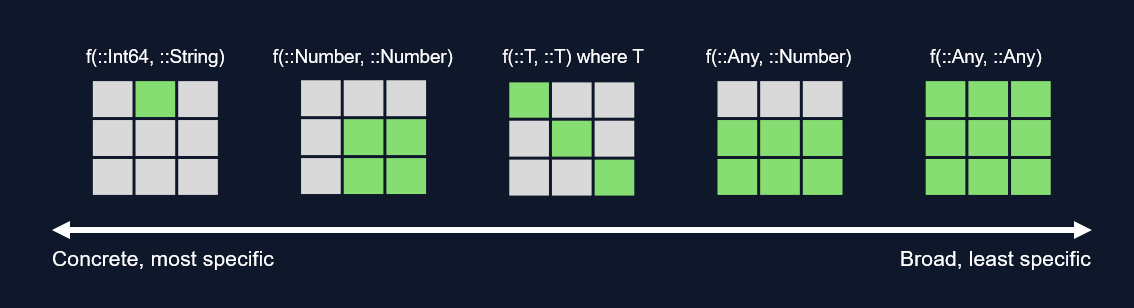 f(::Int64, ::String)
f(::Number, ::Number)
f(::T, ::T) where T
f(::Any, ::Number)
f(::Any, ::Any)
Concrete, most specific
Broad, least specific